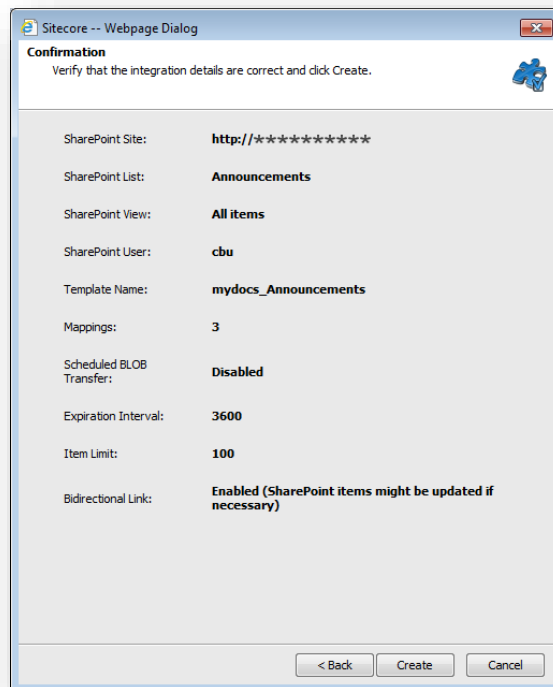 Sitecore -- Webpage Dialog
Confirmation
Verify that the integration details are correct and click Create.
SharePoint Site: http://**********
SharePoint List: Announcements
SharePoint View: All items
SharePoint User: cbu
Template Name: mydocs_Announcements
Mappings: 3
Scheduled BLOB
Transfer: Disabled
Expiration Interval: 3600
Item Limit: 100
Bidirectional Link: Enabled (SharePoint items might be updated if
necessary)
< Back Create Cancel